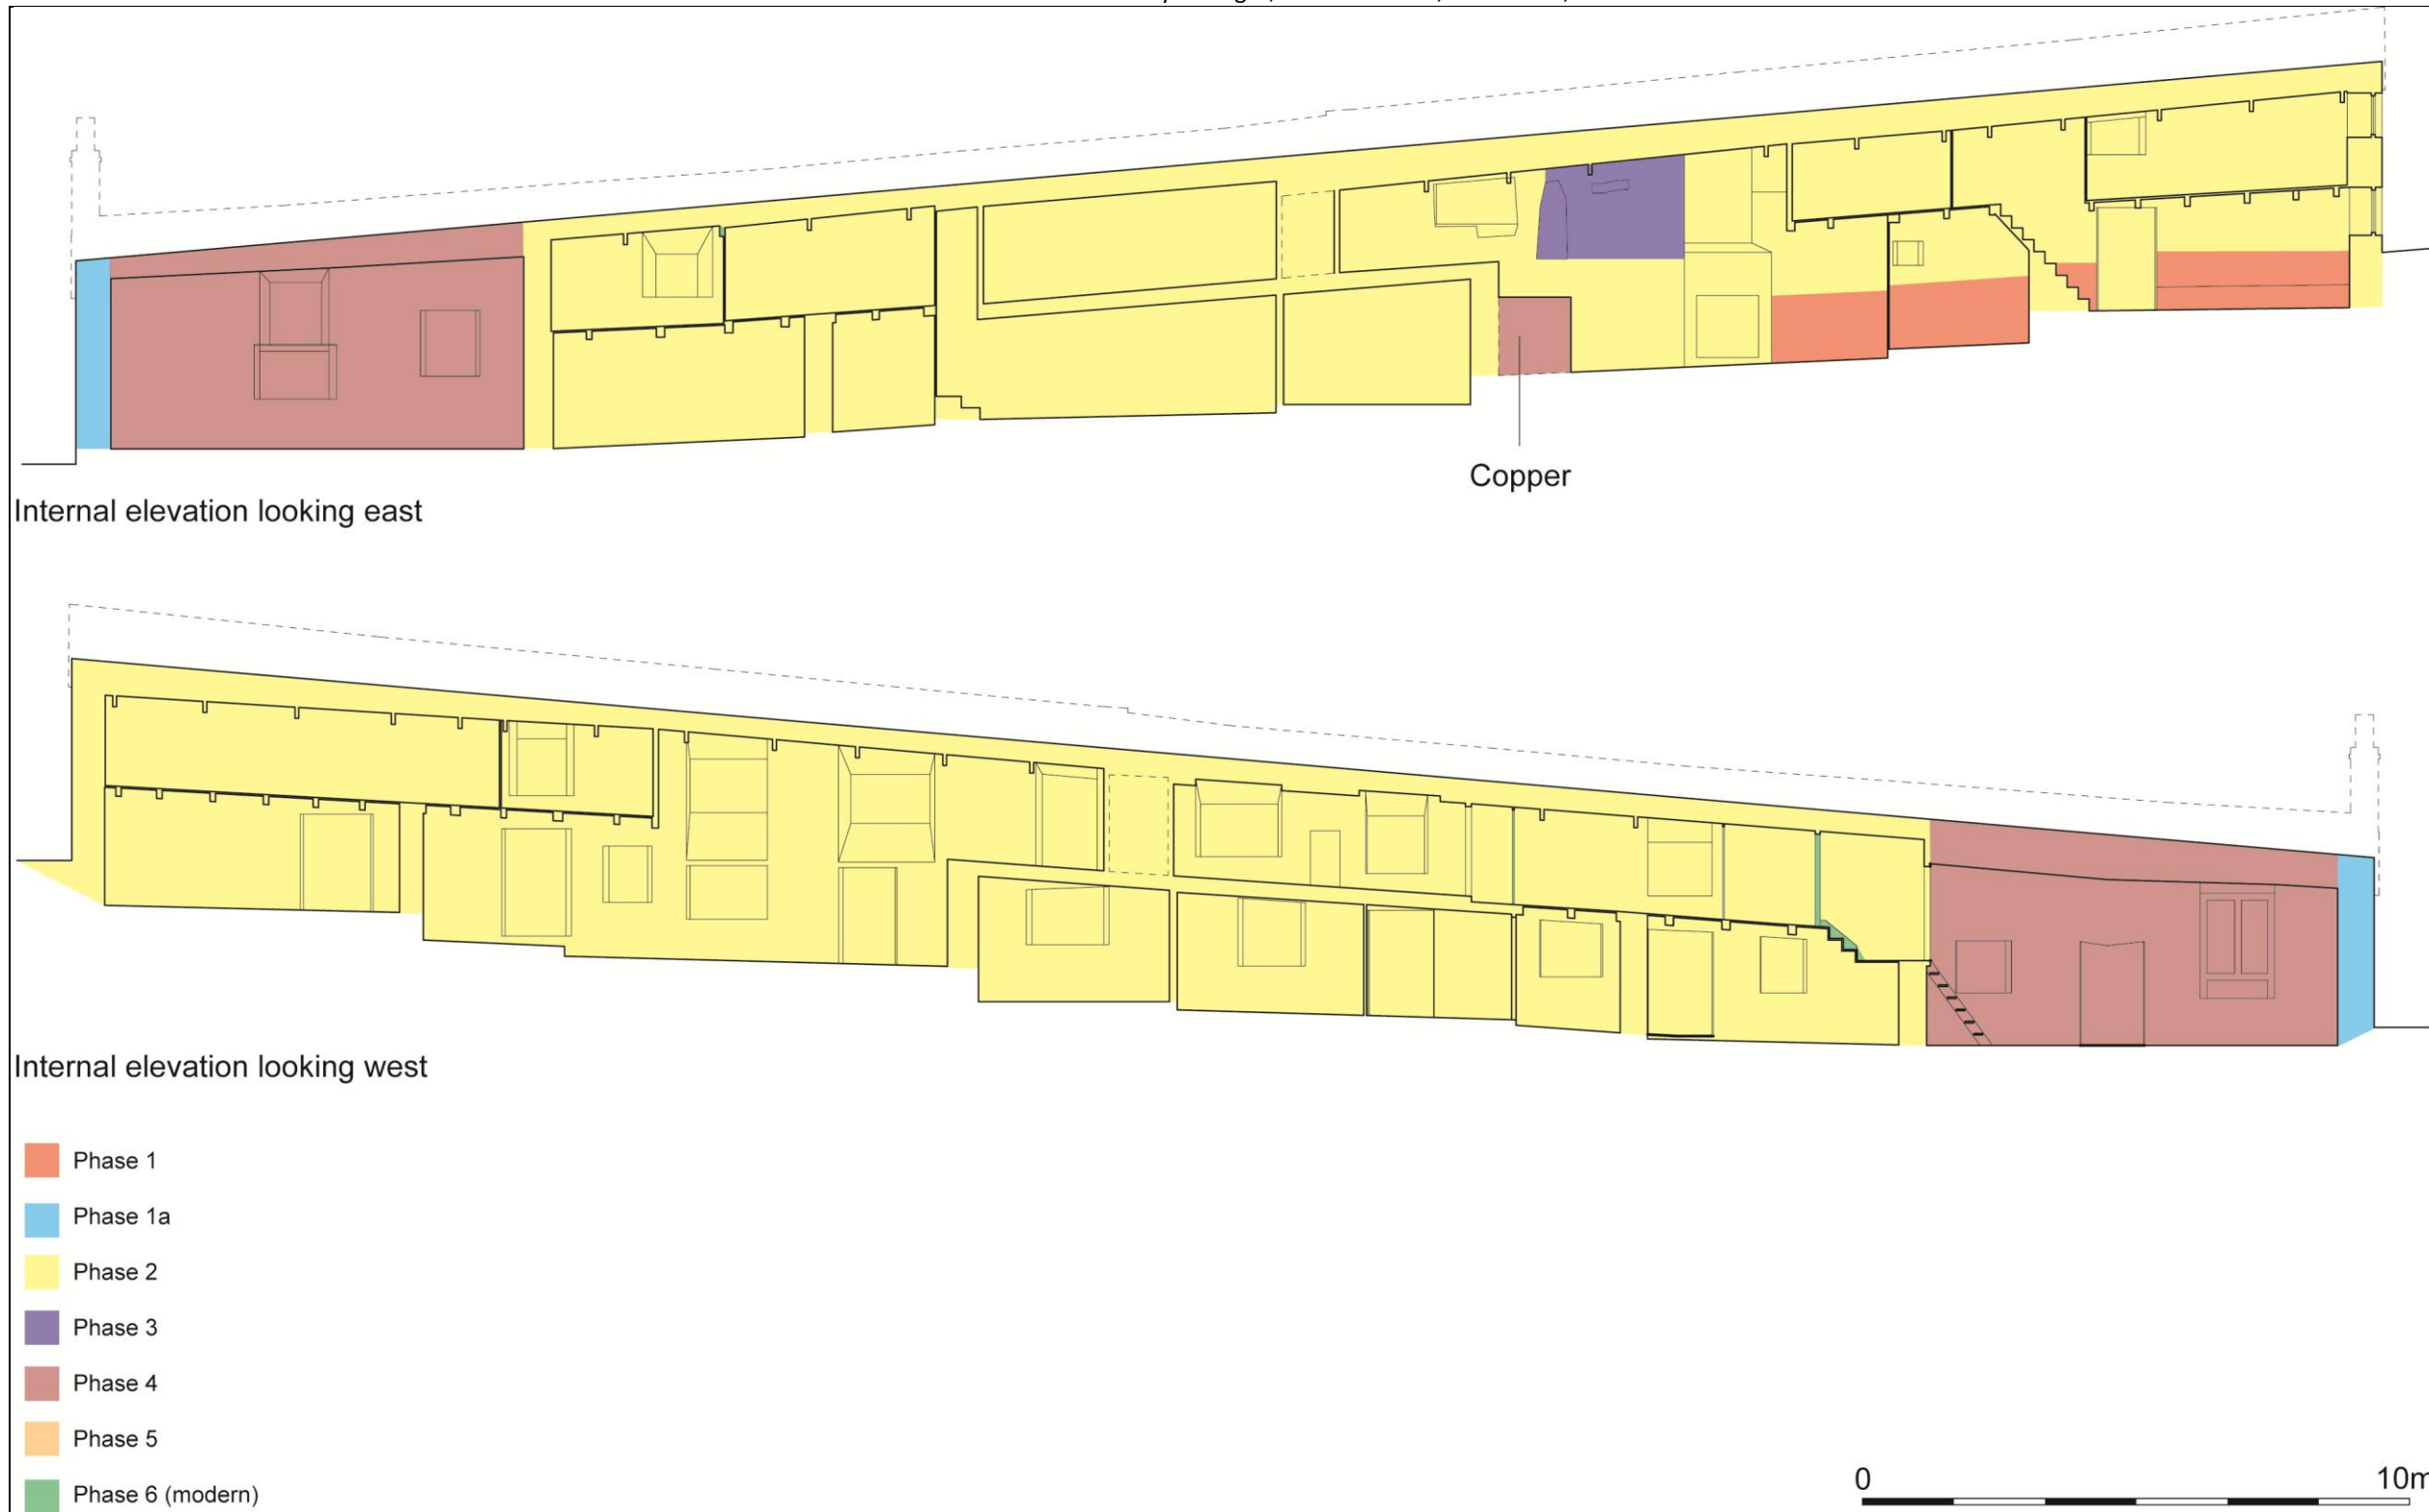 Copper
Internal elevation looking east
Internal elevation looking west
Phase 1
Phase 1a
Phase 2
Phase 3
Phase 4
Phase 5
Phase 6 (modern)
0 10m